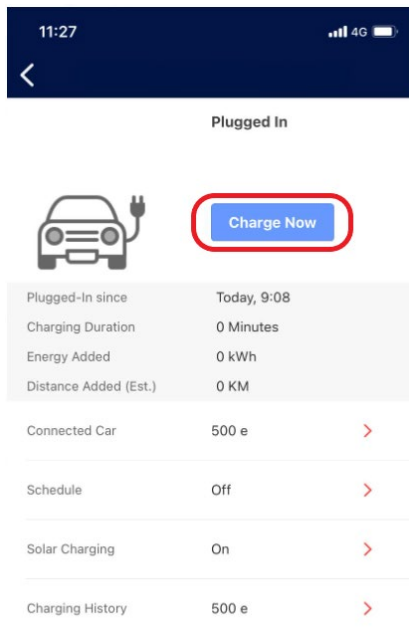 11:27 4G
Plugged In
Charge Now
Plugged-In since Today, 9:08
Charging Duration 0 Minutes
Energy Added 0 kWh
Distance Added (Est.) 0 KM
Connected Car 500 e
Schedule Off
Solar Charging On
Charging History 500 e